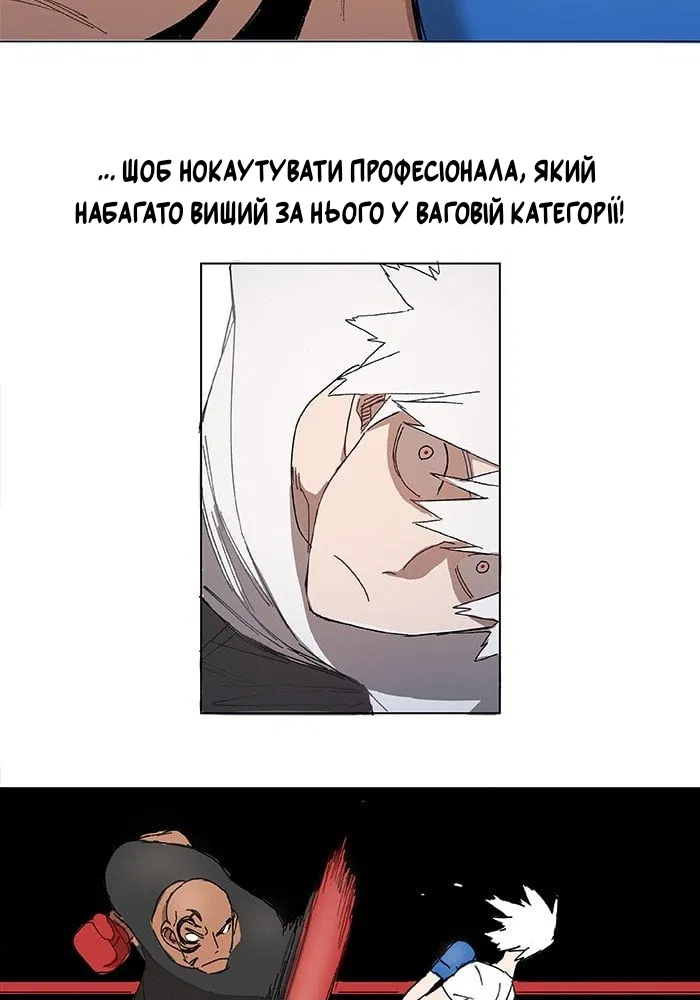 ... ЩОБ НОКАУТУВАТИ ПРОФЕСІОНАЛА, ЯКИЙ
НАБАГАТО ВИЩИЙ ЗА НЬОГО У ВАГОВІЙ КАТЕГОРІЇ!